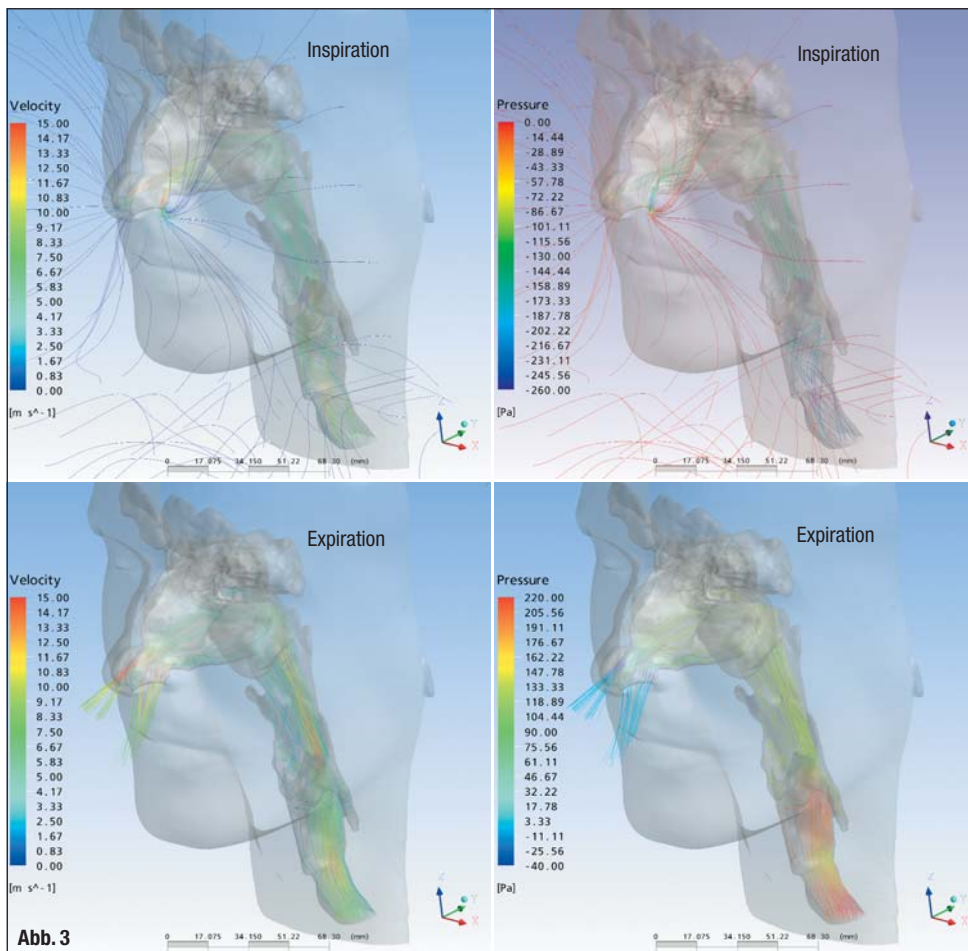 Inspiration
Velocity
15.00
14.17
13.33
12.50
11.67
10.83
10.00
9.17
8.33
7.50
6.67
5.83
5.00
4.17
3.33
2.50
1.67
0.83
0.00
[m s^-1]
Z
Y
X
0 17.075 34.150 51.22 68.30 (mm)
Inspiration
Pressure
0.00
-14.44
-28.89
-43.33
-57.78
-72.22
-86.67
-101.11
-115.56
-130.00
-144.44
-158.89
-173.33
-187.78
-202.22
-216.67
-231.11
-245.56
-260.00
[Pa]
Z
Y
X
0 17.075 34.150 51.22 68.30 (mm)
Expiration
Velocity
15.00
14.17
13.33
12.50
11.67
10.83
10.00
9.17
8.33
7.50
6.67
5.83
5.00
4.17
3.33
2.50
1.67
0.83
0.00
[m s^-1]
Z
Y
X
0 17.075 34.150 51.22 68.30 (mm)
Abb. 3
Expiration
Pressure
220.00
205.56
191.11
176.67
162.22
147.78
133.33
118.89
104.44
90.00
75.56
61.11
46.67
32.22
17.78
3.33
-11.11
-25.56
-40.00
[Pa]
Z
Y
X
0 17.075 34.150 51.22 68.30 (mm)